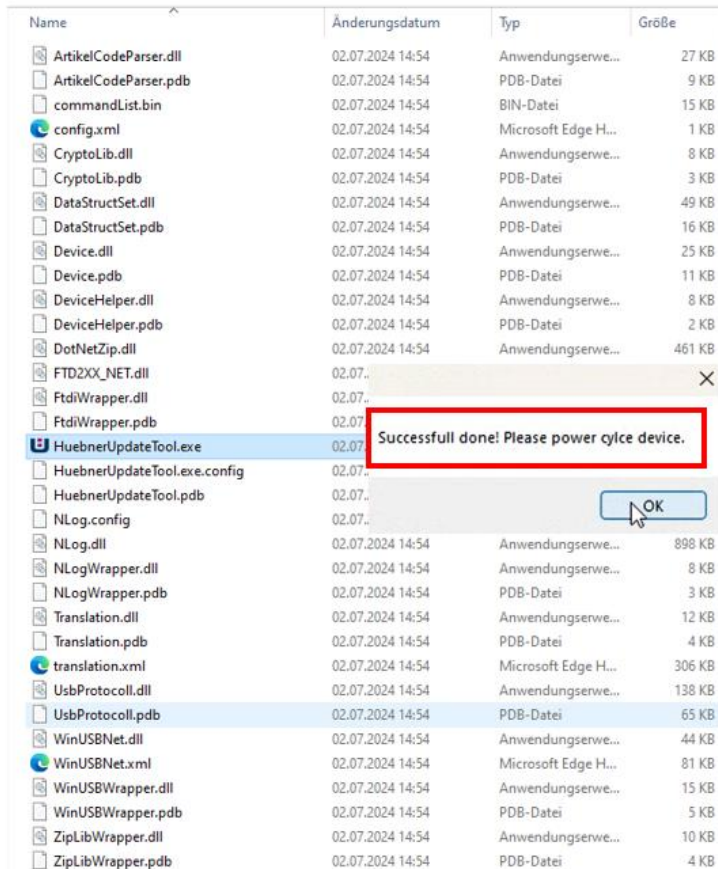 Name Änderungsdatum Typ Größe
ArtikelCodeParser.dll 02.07.2024 14:54 Anwendungserwe... 27 KB
ArtikelCodeParser.pdb 02.07.2024 14:54 PDB-Datei 9 KB
commandList.bin 02.07.2024 14:54 BIN-Datei 15 KB
config.xml 02.07.2024 14:54 Microsoft Edge H... 1 KB
CryptoLib.dll 02.07.2024 14:54 Anwendungserwe... 8 KB
CryptoLib.pdb 02.07.2024 14:54 PDB-Datei 3 KB
DataStructSet.dll 02.07.2024 14:54 Anwendungserwe... 49 KB
DataStructSet.pdb 02.07.2024 14:54 PDB-Datei 16 KB
Device.dll 02.07.2024 14:54 Anwendungserwe... 25 KB
Device.pdb 02.07.2024 14:54 PDB-Datei 11 KB
DeviceHelper.dll 02.07.2024 14:54 Anwendungserwe... 8 KB
DeviceHelper.pdb 02.07.2024 14:54 PDB-Datei 2 KB
DotNetZip.dll 02.07.2024 14:54 Anwendungserwe... 461 KB
FTD2XX_NET.dll 02.07..
FtdiWrapper.dll 02.07..
FtdiWrapper.pdb 02.07
HuebnerUpdateTool.exe 02.07
Successfull done! Please power cylce device.
HuebnerUpdateTool.exe.config 02.07..
HuebnerUpdateTool.pdb 02.07..
NLog.config 02.07..
OK
NLog.dll 02.07.2024 14:54 Anwendungserwe... 898 KB
NLogWrapper.dll 02.07.2024 14:54 Anwendungserwe... 8 KB
NLogWrapper.pdb 02.07.2024 14:54 PDB-Datei 3 KB
Translation.dll 02.07.2024 14:54 Anwendungserwe... 12 KB
Translation.pdb 02.07.2024 14:54 PDB-Datei 4 KB
translation.xml 02.07.2024 14:54 Microsoft Edge H... 306 KB
UsbProtocoll.dll 02.07.2024 14:54 Anwendungserwe... 138 KB
UsbProtocoll.pdb 02.07.2024 14:54 PDB-Datei 65 KB
WinUSBNet.dll 02.07.2024 14:54 Anwendungserwe... 44 KB
WinUSBNet.xml 02.07.2024 14:54 Microsoft Edge H... 81 KB
WinUSBWrapper.dll 02.07.2024 14:54 Anwendungserwe... 15 KB
WinUSBWrapper.pdb 02.07.2024 14:54 PDB-Datei 5 KB
ZipLibWrapper.dll 02.07.2024 14:54 Anwendungserwe... 10 KB
ZipLibWrapper.pdb 02.07.2024 14:54 PDB-Datei 4 KB